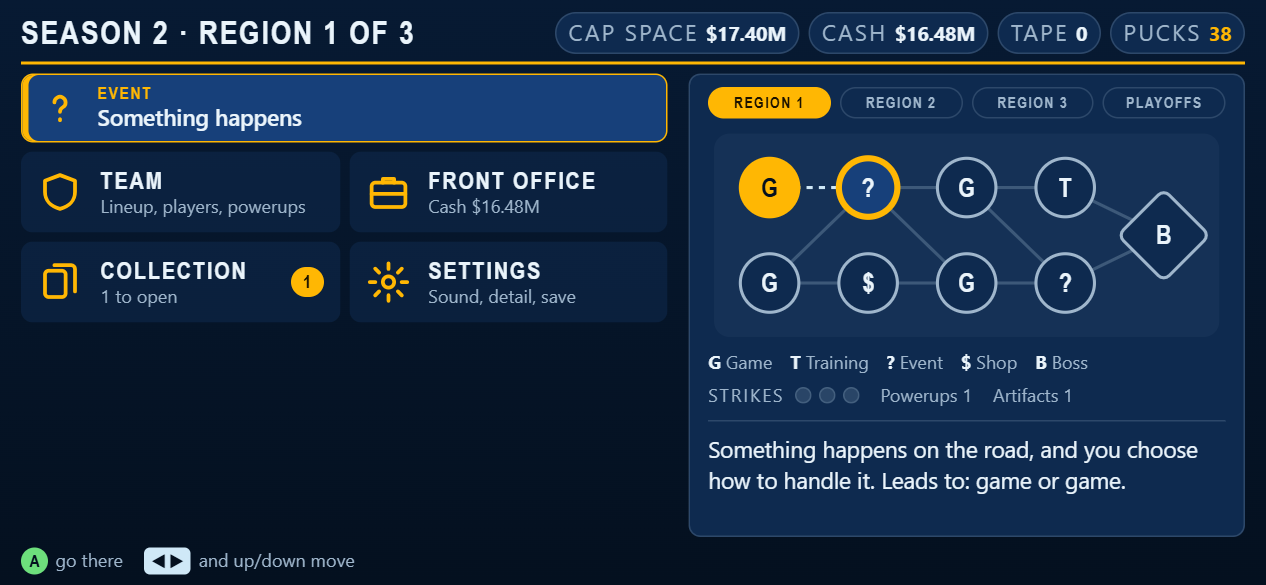 SEASON 2 · REGION 1 OF 3
CAP SPACE $17.40M
CASH $16.48M
TAPE 0
PUCKS 38
?
EVENT
Something happens
TEAM
Lineup, players, powerups
FRONT OFFICE
Cash $16.48M
COLLECTION
1 to open
1
SETTINGS
Sound, detail, save
REGION 1
REGION 2
REGION 3
PLAYOFFS
G ? G T
B
G $ G ?
G Game T Training ? Event $ Shop B Boss
STRIKES Powerups 1 Artifacts 1
Something happens on the road, and you choose
how to handle it. Leads to: game or game.
A go there and up/down move